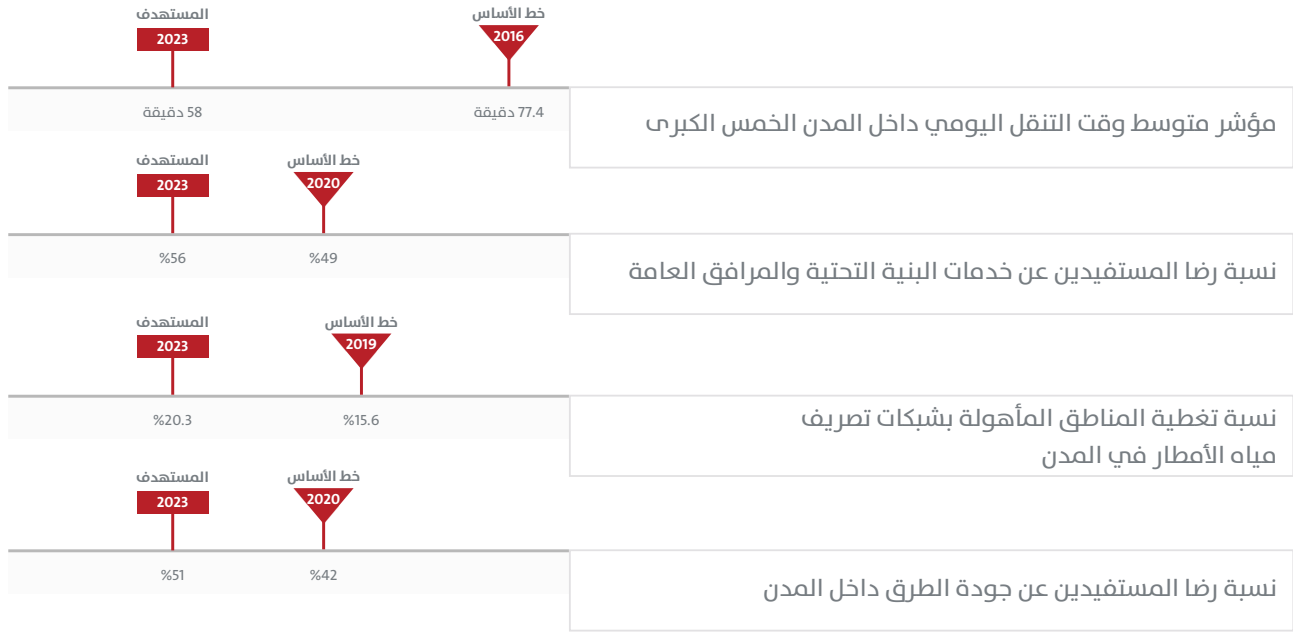 خط الأساس
المستهدف
2016
2023
مؤشر متوسط وقت التنقل اليومي داخل المدن الخمس الكبرى
77.4 دقيقة
58 دقيقة
خط الأساس
المستهدف
2020
2023
نسبة رضا المستفيدين عن خدمات البنية التحتية والمرافق العامة
%49
%56
خط الأساس
المستهدف
2019
2023
نسبة تغطية المناطق المأهولة بشبكات تصريف
مياه الأمطار في المدن
%15.6
%20.3
خط الأساس
المستهدف
2020
2023
نسبة رضا المستفيدين عن جودة الطرق داخل المدن
%42
%51